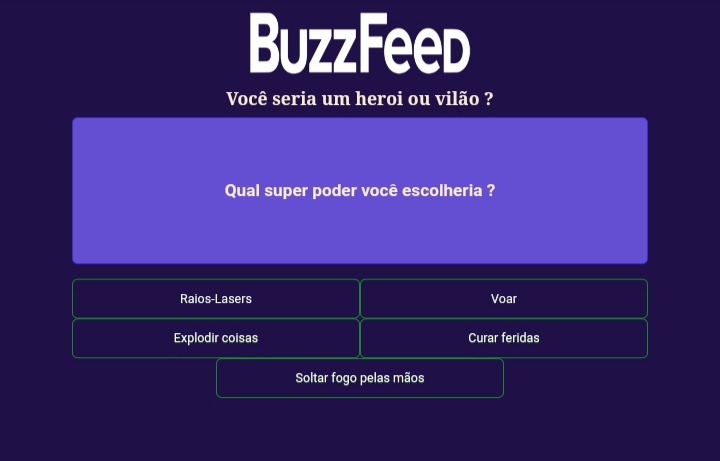 BuzzFeed
Você seria um heroi ou vilão ?
Qual super poder você escolheria ?
Raios-Lasers
Voar
Explodir coisas
Curar feridas
Soltar fogo pelas mãos